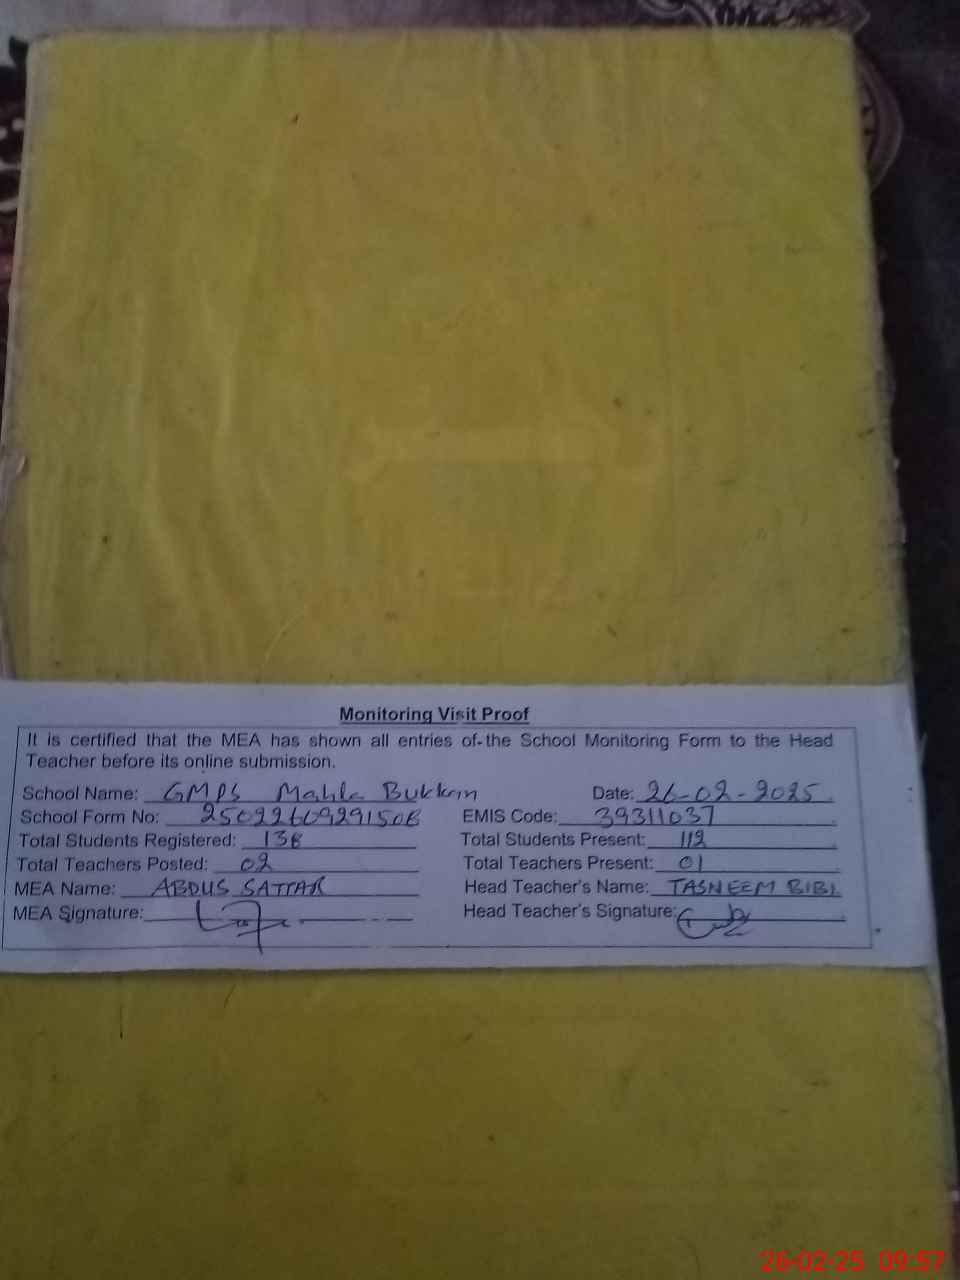 Monitoring Visit Proof
It is certified that the MEA has shown all entries of the School Monitoring Form to the Head
Teacher before its online submission.
School Name: GMPS Mahla Bukkan Date: 26-02-2025
School Form No: 25022609291508 EMIS Code: 39311037
Total Students Registered: 138 Total Students Present: 112
Total Teachers Posted: 02 Total Teachers Present: 01
MEA Name: ABDUS SATTAR Head Teacher's Name: TASNEEM BIBI
MEA Signature: Head Teacher's Signature:
26-02-25 09:57